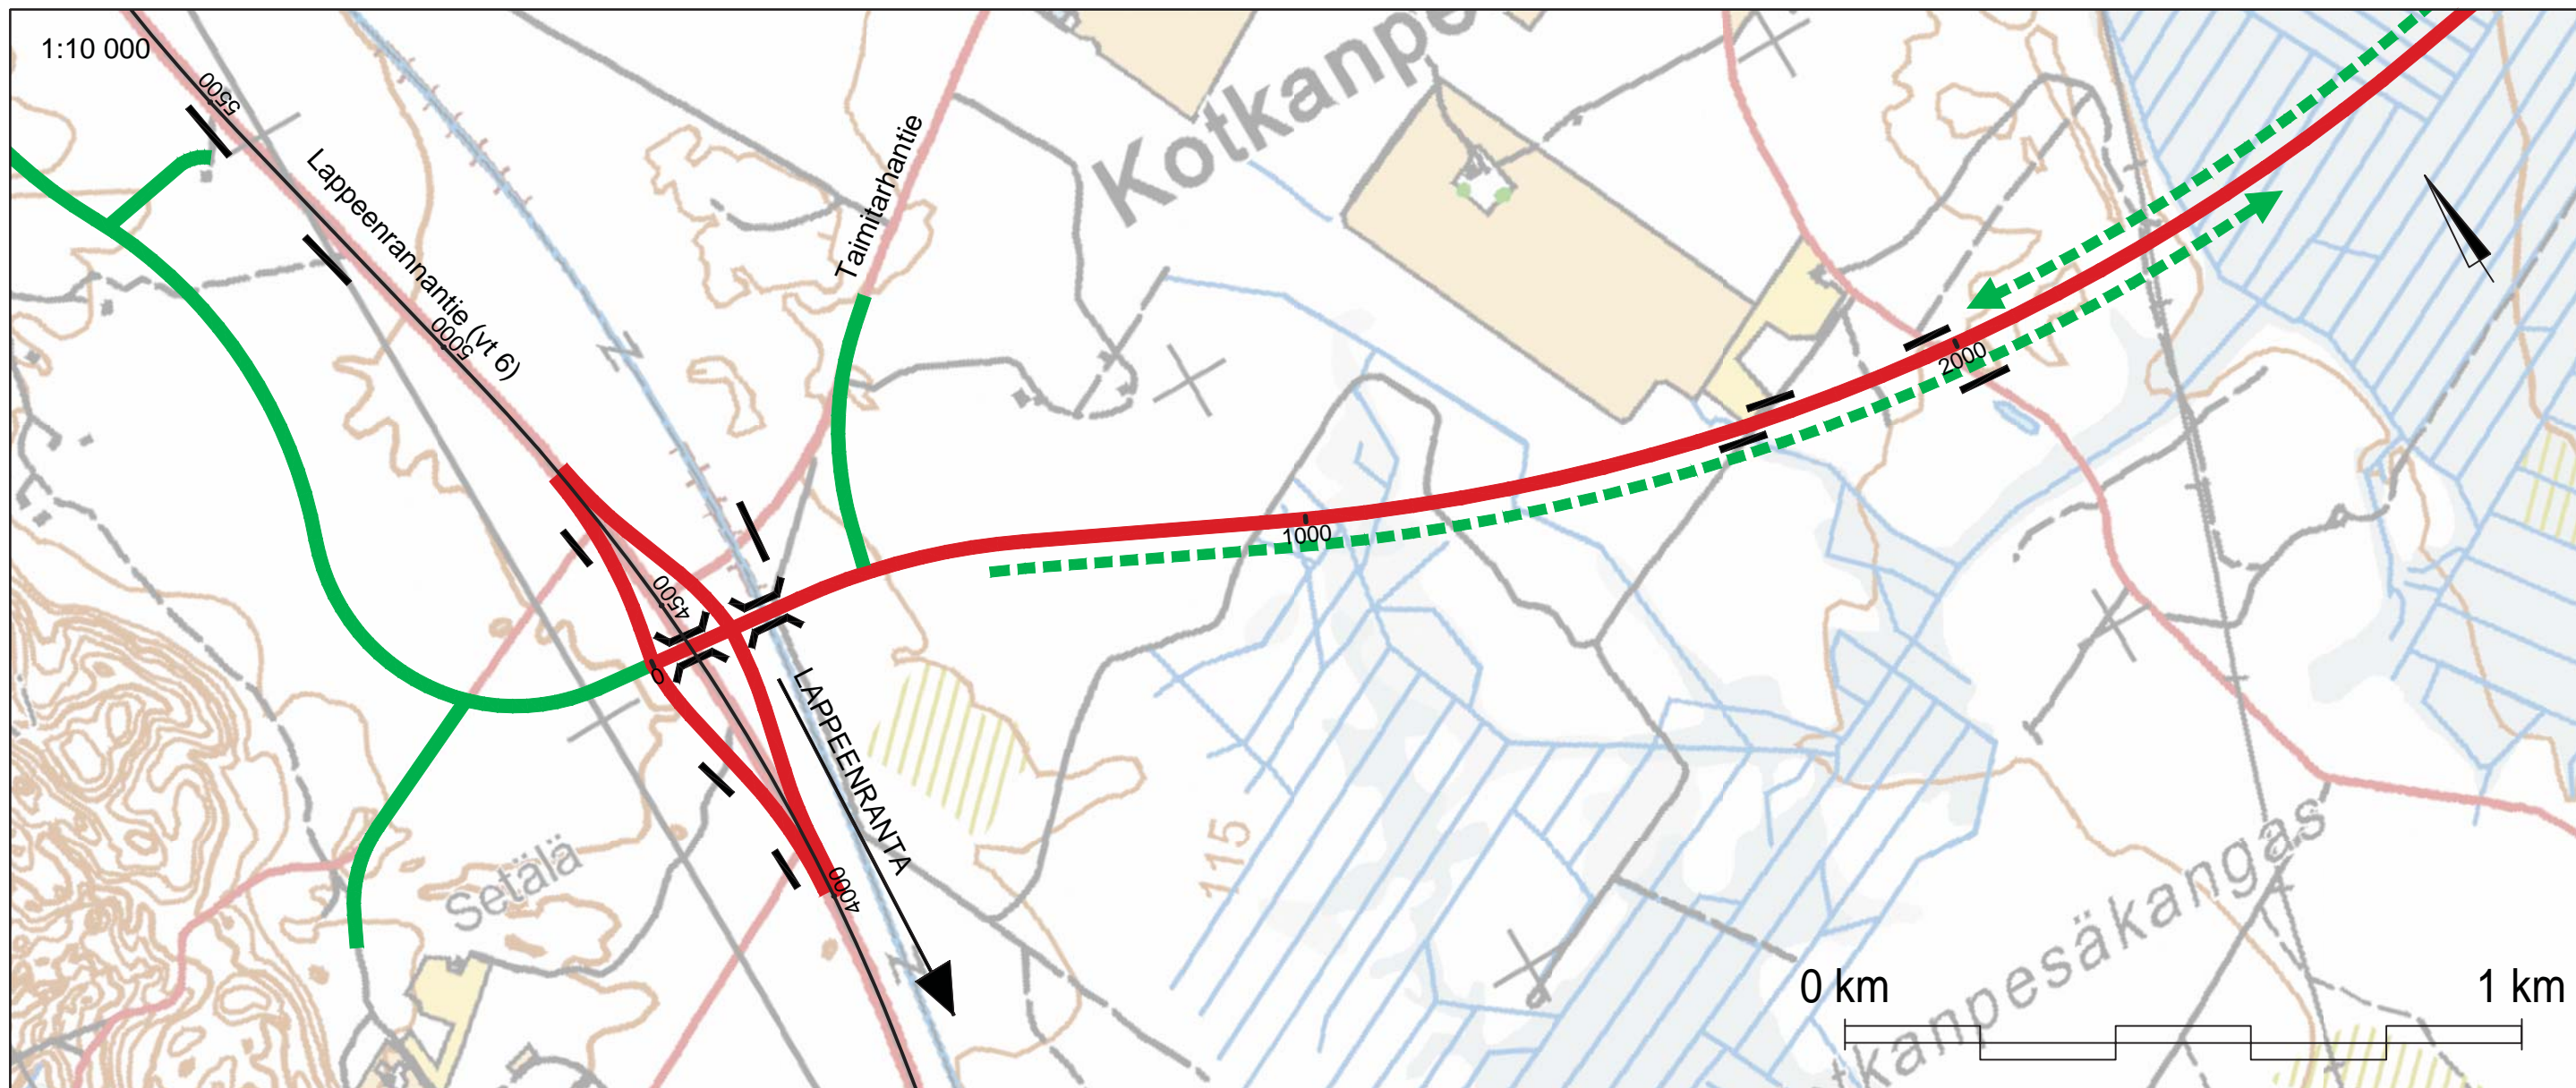 1:10 000
5500
Lappeenrannantie (vt 6)
5000
Taimitarhantie
Kotkanpe
2000
1000
4500
0
LAPPEENRANTA
4000
Setälä
115
tkanpesäkangas
0 km
1 km